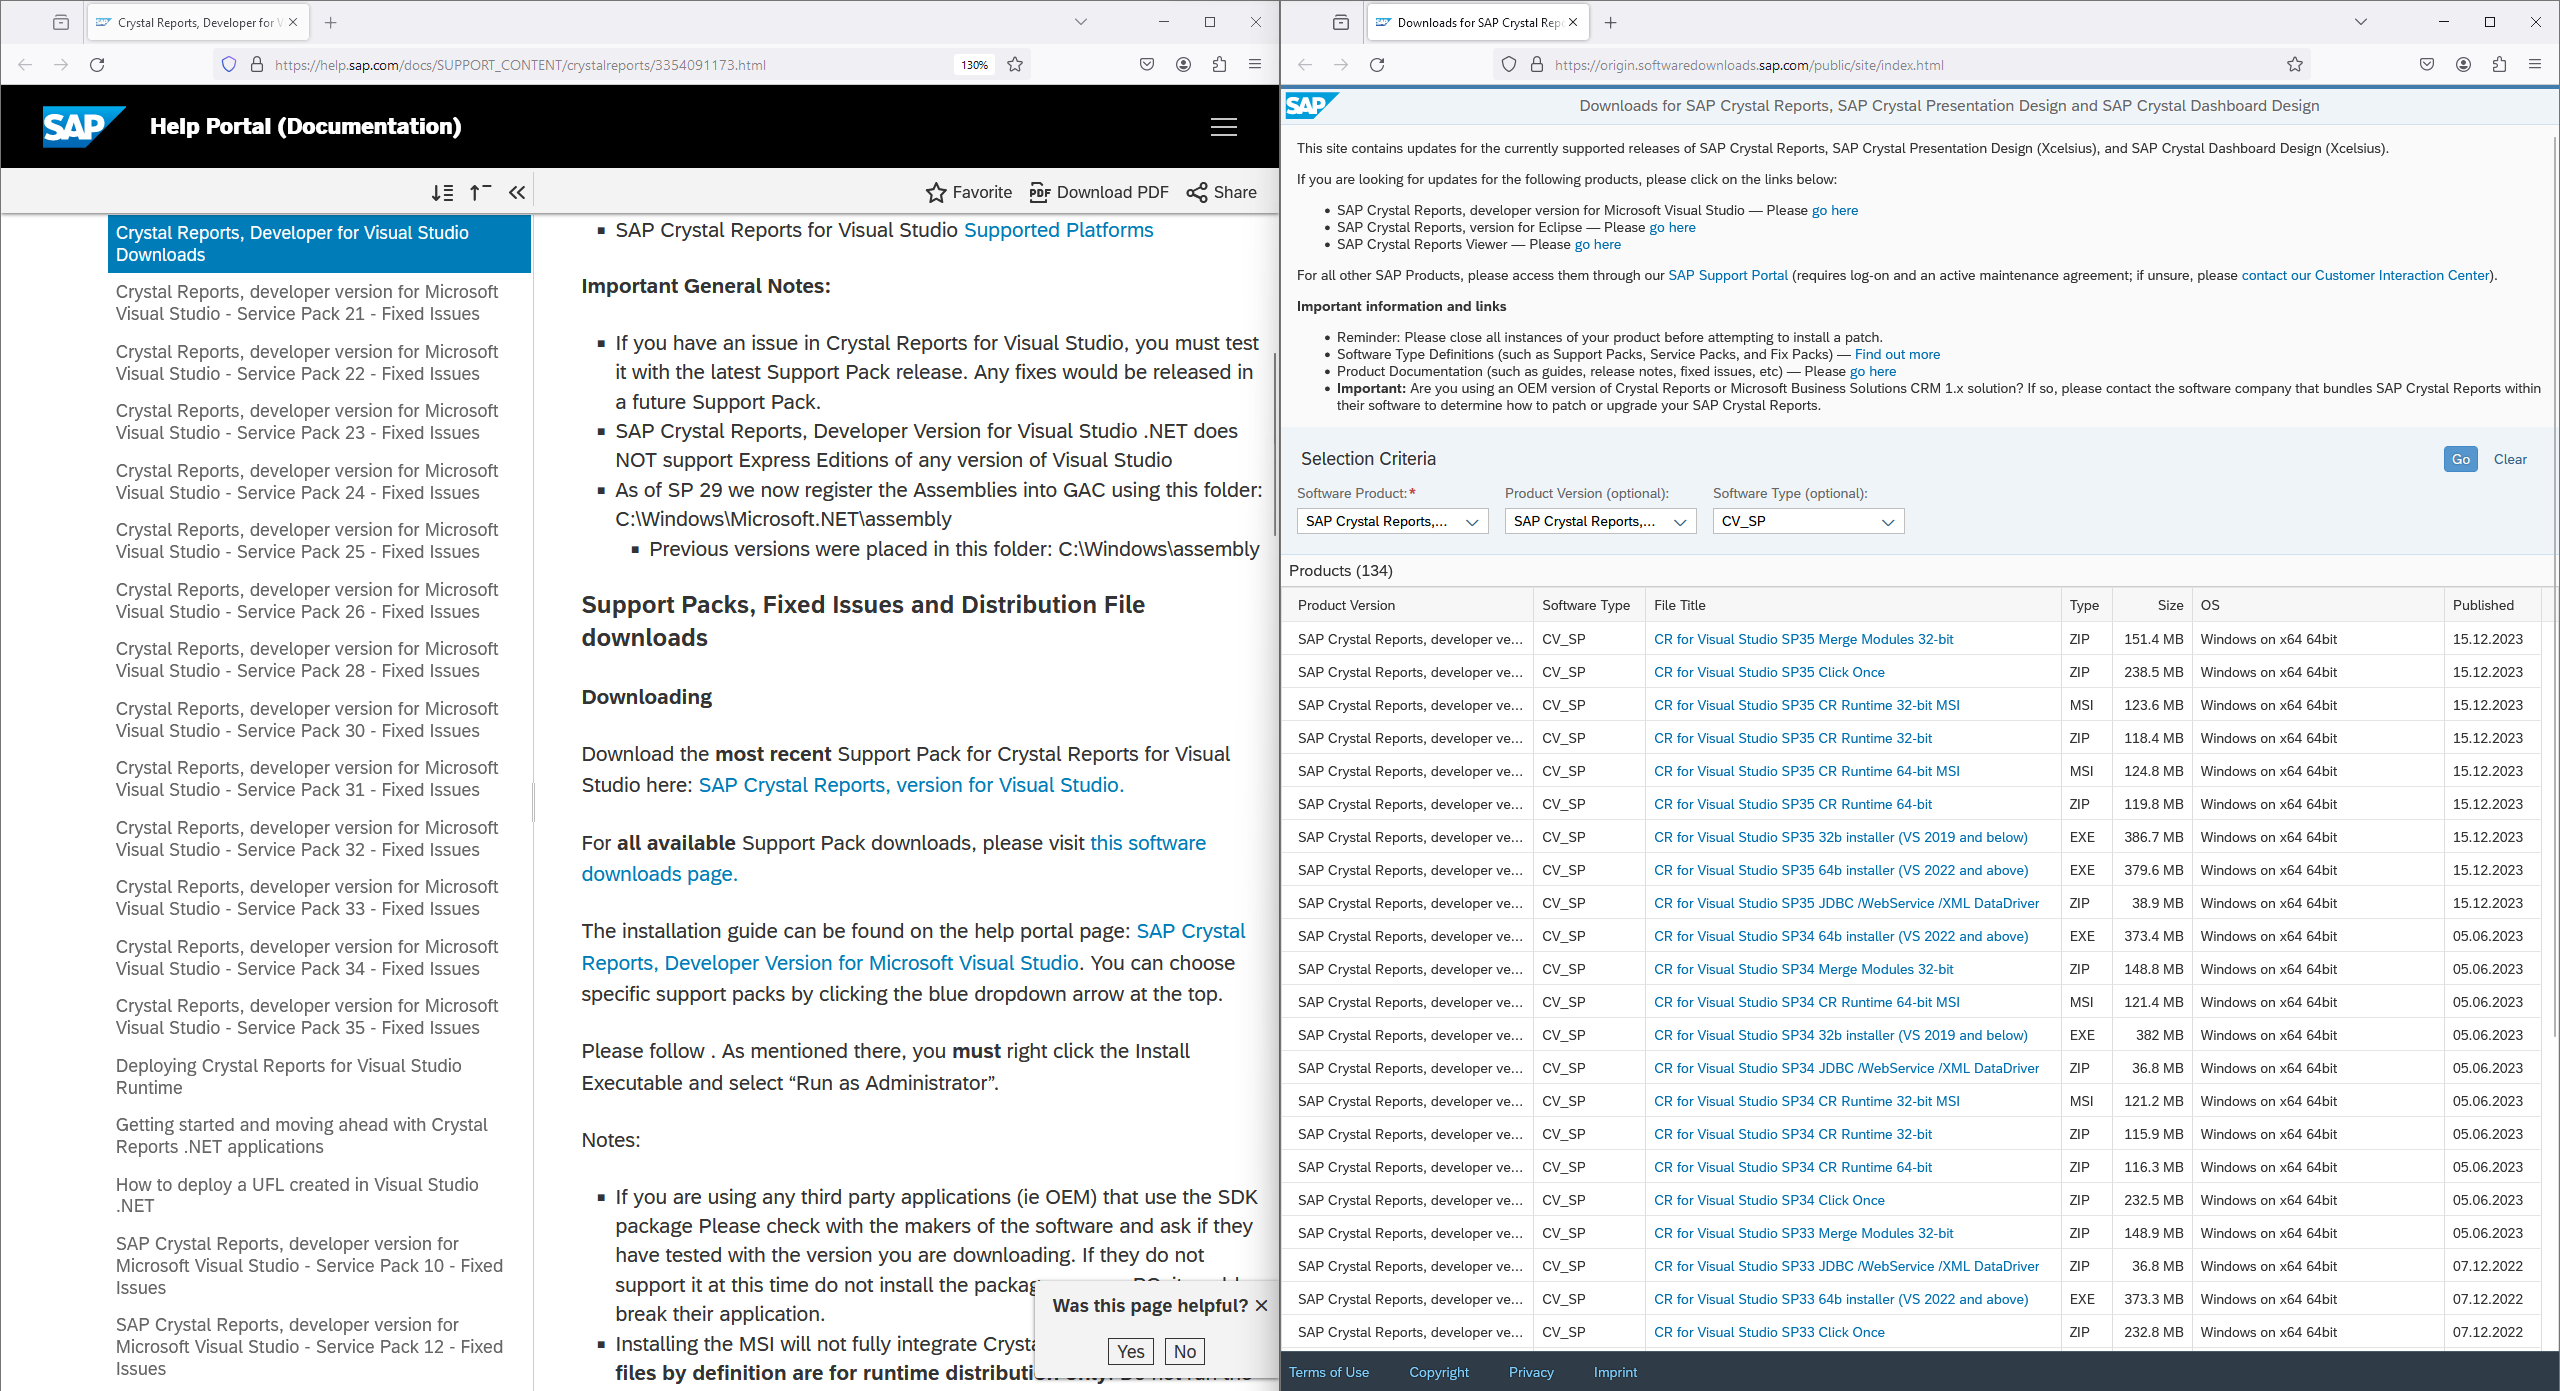 Crystal Reports, Developer for V
https://help.sap.com/docs/SUPPORT_CONTENT/crystalreports/3354091173.html
130%
SAP
Help Portal (Documentation)
Favorite
PDF
Download PDF
Share
Crystal Reports, Developer for Visual Studio
Downloads
Crystal Reports, developer version for Microsoft
Visual Studio - Service Pack 21 - Fixed Issues
Crystal Reports, developer version for Microsoft
Visual Studio - Service Pack 22 - Fixed Issues
Crystal Reports, developer version for Microsoft
Visual Studio - Service Pack 23 - Fixed Issues
Crystal Reports, developer version for Microsoft
Visual Studio - Service Pack 24 - Fixed Issues
Crystal Reports, developer version for Microsoft
Visual Studio - Service Pack 25 - Fixed Issues
Crystal Reports, developer version for Microsoft
Visual Studio - Service Pack 26 - Fixed Issues
Crystal Reports, developer version for Microsoft
Visual Studio - Service Pack 28 - Fixed Issues
Crystal Reports, developer version for Microsoft
Visual Studio - Service Pack 30 - Fixed Issues
Crystal Reports, developer version for Microsoft
Visual Studio - Service Pack 31 - Fixed Issues
Crystal Reports, developer version for Microsoft
Visual Studio - Service Pack 32 - Fixed Issues
Crystal Reports, developer version for Microsoft
Visual Studio - Service Pack 33 - Fixed Issues
Crystal Reports, developer version for Microsoft
Visual Studio - Service Pack 34 - Fixed Issues
Crystal Reports, developer version for Microsoft
Visual Studio - Service Pack 35 - Fixed Issues
Deploying Crystal Reports for Visual Studio
Runtime
Getting started and moving ahead with Crystal
Reports .NET applications
How to deploy a UFL created in Visual Studio
.NET
SAP Crystal Reports, developer version for
Microsoft Visual Studio - Service Pack 10 - Fixed
Issues
SAP Crystal Reports, developer version for
Microsoft Visual Studio - Service Pack 12 - Fixed
Issues
SAP Crystal Reports for Visual Studio Supported Platforms
Important General Notes:
If you have an issue in Crystal Reports for Visual Studio, you must test
it with the latest Support Pack release. Any fixes would be released in
a future Support Pack.
SAP Crystal Reports, Developer Version for Visual Studio .NET does
NOT support Express Editions of any version of Visual Studio
As of SP 29 we now register the Assemblies into GAC using this folder:
C:\Windows\Microsoft.NET\assembly
Previous versions were placed in this folder: C:\Windows\assembly
Support Packs, Fixed Issues and Distribution File
downloads
Downloading
Download the most recent Support Pack for Crystal Reports for Visual
Studio here: SAP Crystal Reports, version for Visual Studio.
For all available Support Pack downloads, please visit this software
downloads page.
The installation guide can be found on the help portal page: SAP Crystal
Reports, Developer Version for Microsoft Visual Studio. You can choose
specific support packs by clicking the blue dropdown arrow at the top.
Please follow . As mentioned there, you must right click the Install
Executable and select “Run as Administrator”.
Notes:
If you are using any third party applications (ie OEM) that use the SDK
package Please check with the makers of the software and ask if they
have tested with the version you are downloading. If they do not
support it at this time do not install the packag
break their application.
Installing the MSI will not fully integrate Crysta
files by definition are for runtime distributi
Was this page helpful?
Yes No
Downloads for SAP Crystal Repo
https://origin.softwaredownloads.sap.com/public/site/index.html
SAP
Downloads for SAP Crystal Reports, SAP Crystal Presentation Design and SAP Crystal Dashboard Design
This site contains updates for the currently supported releases of SAP Crystal Reports, SAP Crystal Presentation Design (Xcelsius), and SAP Crystal Dashboard Design (Xcelsius).
If you are looking for updates for the following products, please click on the links below:
SAP Crystal Reports, developer version for Microsoft Visual Studio — Please go here
SAP Crystal Reports, version for Eclipse — Please go here
SAP Crystal Reports Viewer — Please go here
For all other SAP Products, please access them through our SAP Support Portal (requires log-on and an active maintenance agreement; if unsure, please contact our Customer Interaction Center).
Important information and links
Reminder: Please close all instances of your product before attempting to install a patch.
Software Type Definitions (such as Support Packs, Service Packs, and Fix Packs) — Find out more
Product Documentation (such as guides, release notes, fixed issues, etc) — Please go here
Important: Are you using an OEM version of Crystal Reports or Microsoft Business Solutions CRM 1.x solution? If so, please contact the software company that bundles SAP Crystal Reports within
their software to determine how to patch or upgrade your SAP Crystal Reports.
Selection Criteria
Go Clear
Software Product:* Product Version (optional): Software Type (optional):
SAP Crystal Reports,... SAP Crystal Reports,... CV_SP
Products (134)
Product Version Software Type File Title Type Size OS Published
SAP Crystal Reports, developer ve... CV_SP CR for Visual Studio SP35 Merge Modules 32-bit ZIP 151.4 MB Windows on x64 64bit 15.12.2023
SAP Crystal Reports, developer ve... CV_SP CR for Visual Studio SP35 Click Once ZIP 238.5 MB Windows on x64 64bit 15.12.2023
SAP Crystal Reports, developer ve... CV_SP CR for Visual Studio SP35 CR Runtime 32-bit MSI MSI 123.6 MB Windows on x64 64bit 15.12.2023
SAP Crystal Reports, developer ve... CV_SP CR for Visual Studio SP35 CR Runtime 32-bit ZIP 118.4 MB Windows on x64 64bit 15.12.2023
SAP Crystal Reports, developer ve... CV_SP CR for Visual Studio SP35 CR Runtime 64-bit MSI MSI 124.8 MB Windows on x64 64bit 15.12.2023
SAP Crystal Reports, developer ve... CV_SP CR for Visual Studio SP35 CR Runtime 64-bit ZIP 119.8 MB Windows on x64 64bit 15.12.2023
SAP Crystal Reports, developer ve... CV_SP CR for Visual Studio SP35 32b installer (VS 2019 and below) EXE 386.7 MB Windows on x64 64bit 15.12.2023
SAP Crystal Reports, developer ve... CV_SP CR for Visual Studio SP35 64b installer (VS 2022 and above) EXE 379.6 MB Windows on x64 64bit 15.12.2023
SAP Crystal Reports, developer ve... CV_SP CR for Visual Studio SP35 JDBC /WebService /XML DataDriver ZIP 38.9 MB Windows on x64 64bit 15.12.2023
SAP Crystal Reports, developer ve... CV_SP CR for Visual Studio SP34 64b installer (VS 2022 and above) EXE 373.4 MB Windows on x64 64bit 05.06.2023
SAP Crystal Reports, developer ve... CV_SP CR for Visual Studio SP34 Merge Modules 32-bit ZIP 148.8 MB Windows on x64 64bit 05.06.2023
SAP Crystal Reports, developer ve... CV_SP CR for Visual Studio SP34 CR Runtime 64-bit MSI MSI 121.4 MB Windows on x64 64bit 05.06.2023
SAP Crystal Reports, developer ve... CV_SP CR for Visual Studio SP34 32b installer (VS 2019 and below) EXE 382 MB Windows on x64 64bit 05.06.2023
SAP Crystal Reports, developer ve... CV_SP CR for Visual Studio SP34 JDBC /WebService /XML DataDriver ZIP 36.8 MB Windows on x64 64bit 05.06.2023
SAP Crystal Reports, developer ve... CV_SP CR for Visual Studio SP34 CR Runtime 32-bit MSI MSI 121.2 MB Windows on x64 64bit 05.06.2023
SAP Crystal Reports, developer ve... CV_SP CR for Visual Studio SP34 CR Runtime 32-bit ZIP 115.9 MB Windows on x64 64bit 05.06.2023
SAP Crystal Reports, developer ve... CV_SP CR for Visual Studio SP34 CR Runtime 64-bit ZIP 116.3 MB Windows on x64 64bit 05.06.2023
SAP Crystal Reports, developer ve... CV_SP CR for Visual Studio SP34 Click Once ZIP 232.5 MB Windows on x64 64bit 05.06.2023
SAP Crystal Reports, developer ve... CV_SP CR for Visual Studio SP33 Merge Modules 32-bit ZIP 148.9 MB Windows on x64 64bit 05.06.2023
SAP Crystal Reports, developer ve... CV_SP CR for Visual Studio SP33 JDBC /WebService /XML DataDriver ZIP 36.8 MB Windows on x64 64bit 07.12.2022
SAP Crystal Reports, developer ve... CV_SP CR for Visual Studio SP33 64b installer (VS 2022 and above) EXE 373.3 MB Windows on x64 64bit 07.12.2022
SAP Crystal Reports, developer ve... CV_SP CR for Visual Studio SP33 Click Once ZIP 232.8 MB Windows on x64 64bit 07.12.2022
Terms of Use Copyright Privacy Imprint